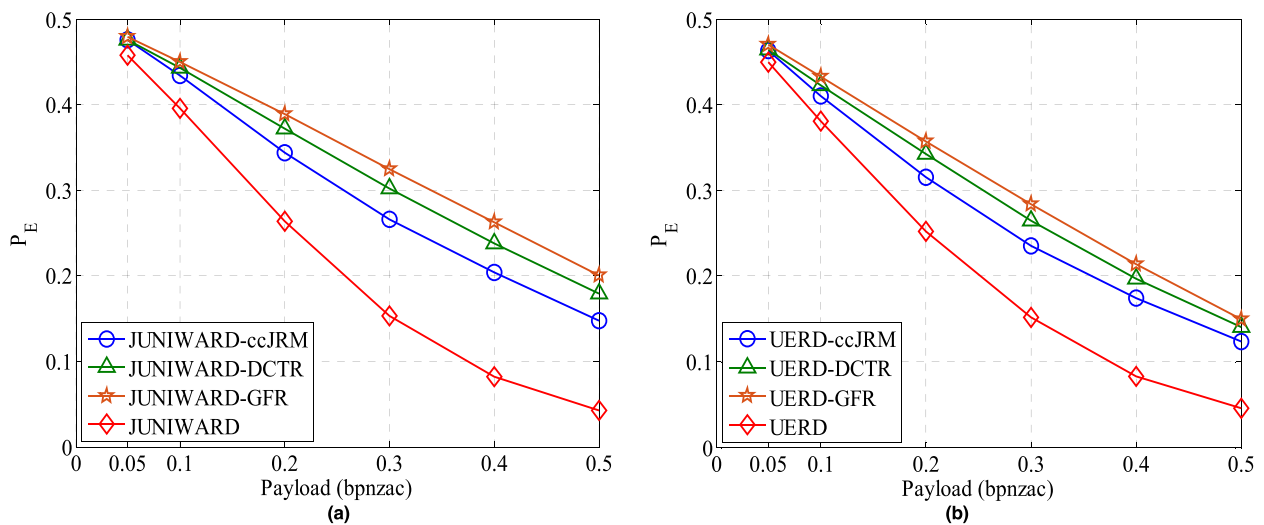 0.5
0.4
0.3
0.2
0.1
0
P_E
JUNIWARD-ccJRM
JUNIWARD-DCTR
JUNIWARD-GFR
JUNIWARD
0 0.05 0.1 0.2 0.3 0.4 0.5
Payload (bpnzac)
(a)
0.5
0.4
0.3
0.2
0.1
0
P_E
UERD-ccJRM
UERD-DCTR
UERD-GFR
UERD
0 0.05 0.1 0.2 0.3 0.4 0.5
Payload (bpnzac)
(b)